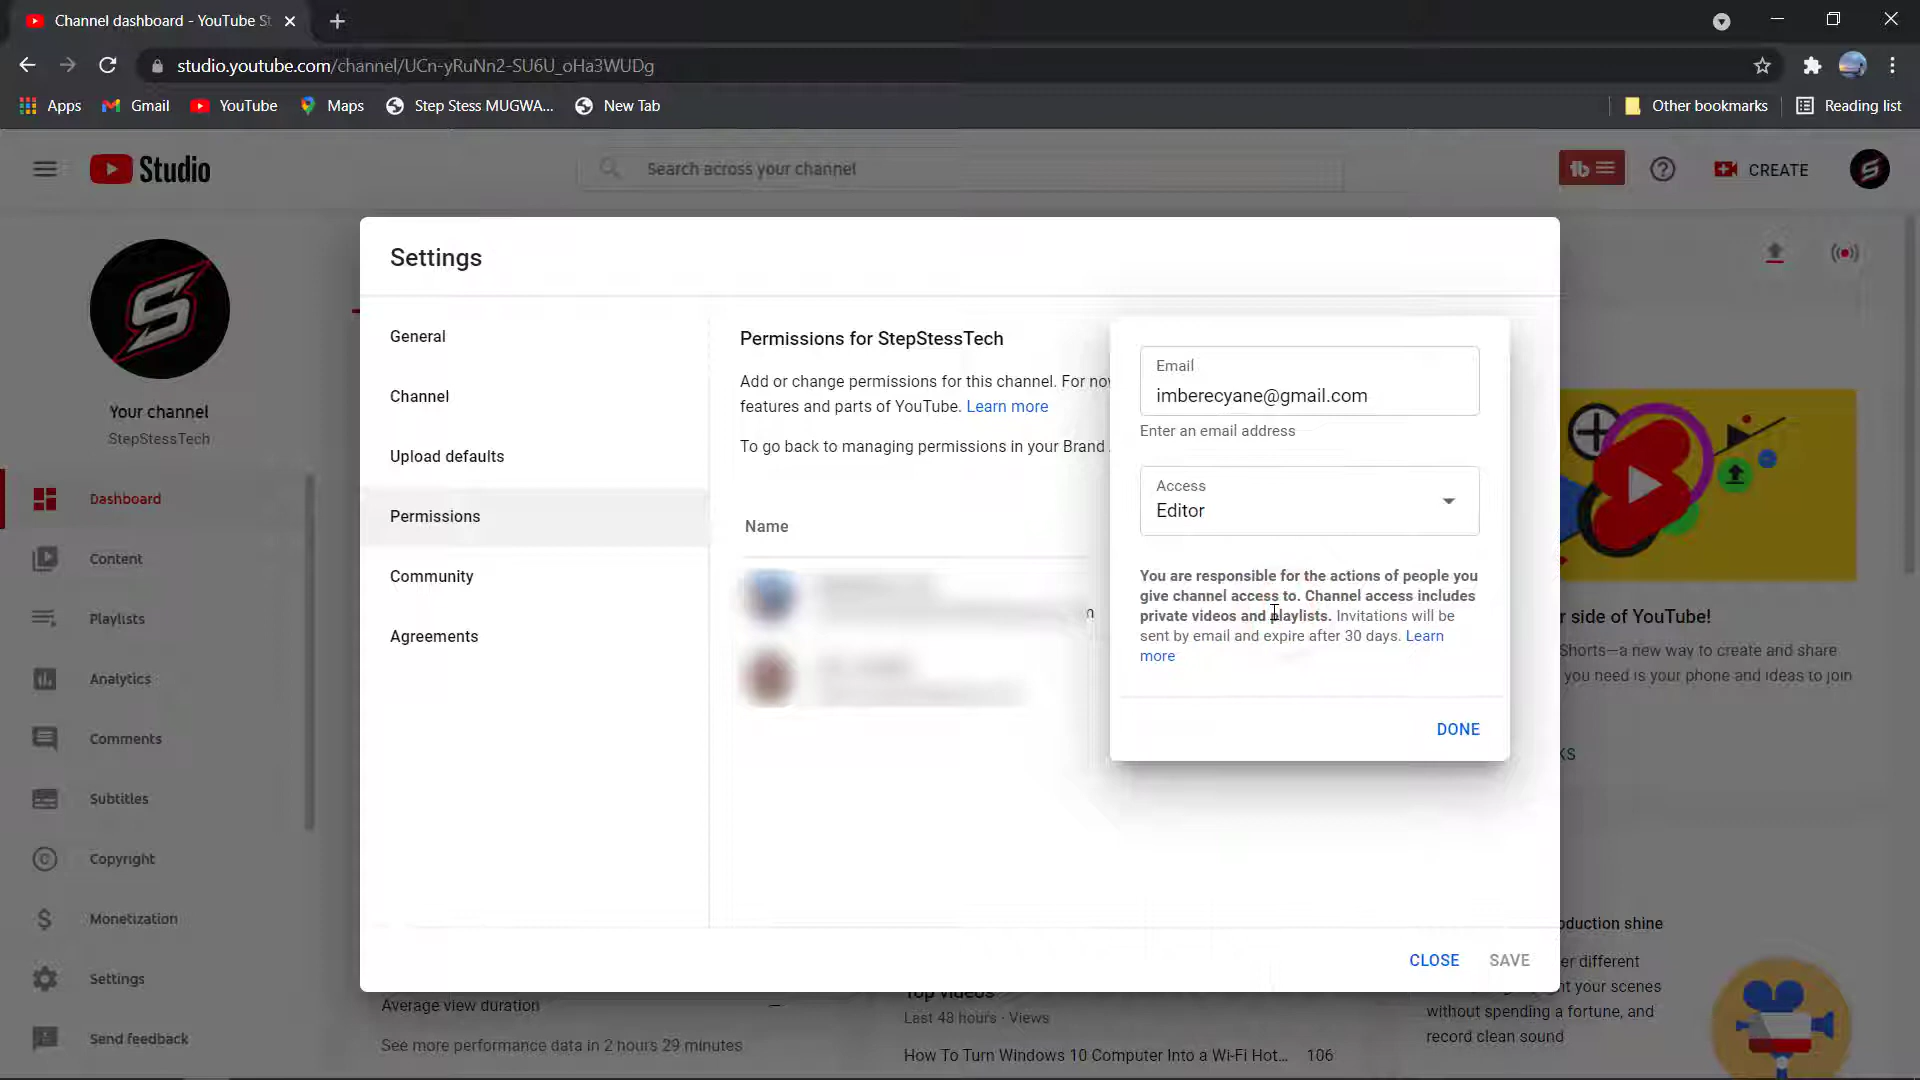 Channel dashboard - YouTube St
studio.youtube.com/channel/UCn-yRuNn2-SU6U_oHa3WUDg
Apps
Gmail
YouTube
Maps
Step Stess MUGWA...
New Tab
Other bookmarks
Reading list
Studio
Search across your channel
CREATE
Your channel
StepStessTech
Dashboard
Content
Playlists
Analytics
Comments
Subtitles
Copyright
Monetization
Settings
Send feedback
Settings
General
Channel
Upload defaults
Permissions
Community
Agreements
Permissions for StepStessTech
Add or change permissions for this channel. For nov
features and parts of YouTube. Learn more
To go back to managing permissions in your Brand
Name
n
Email
imberecyane@gmail.com
Enter an email address
Access
Editor
You are responsible for the actions of people you
give channel access to. Channel access includes
private videos and playlists. Invitations will be
sent by email and expire after 30 days. Learn
more
DONE
CLOSE
SAVE
r side of YouTube!
Shorts—a new way to create and share
you need is your phone and ideas to join
KS
oduction shine
er different
nt your scenes
without spending a fortune, and
record clean sound
Average view duration
—
See more performance data in 2 hours 29 minutes
Top videos
Last 48 hours · Views
How To Turn Windows 10 Computer Into a Wi-Fi Hot... 106